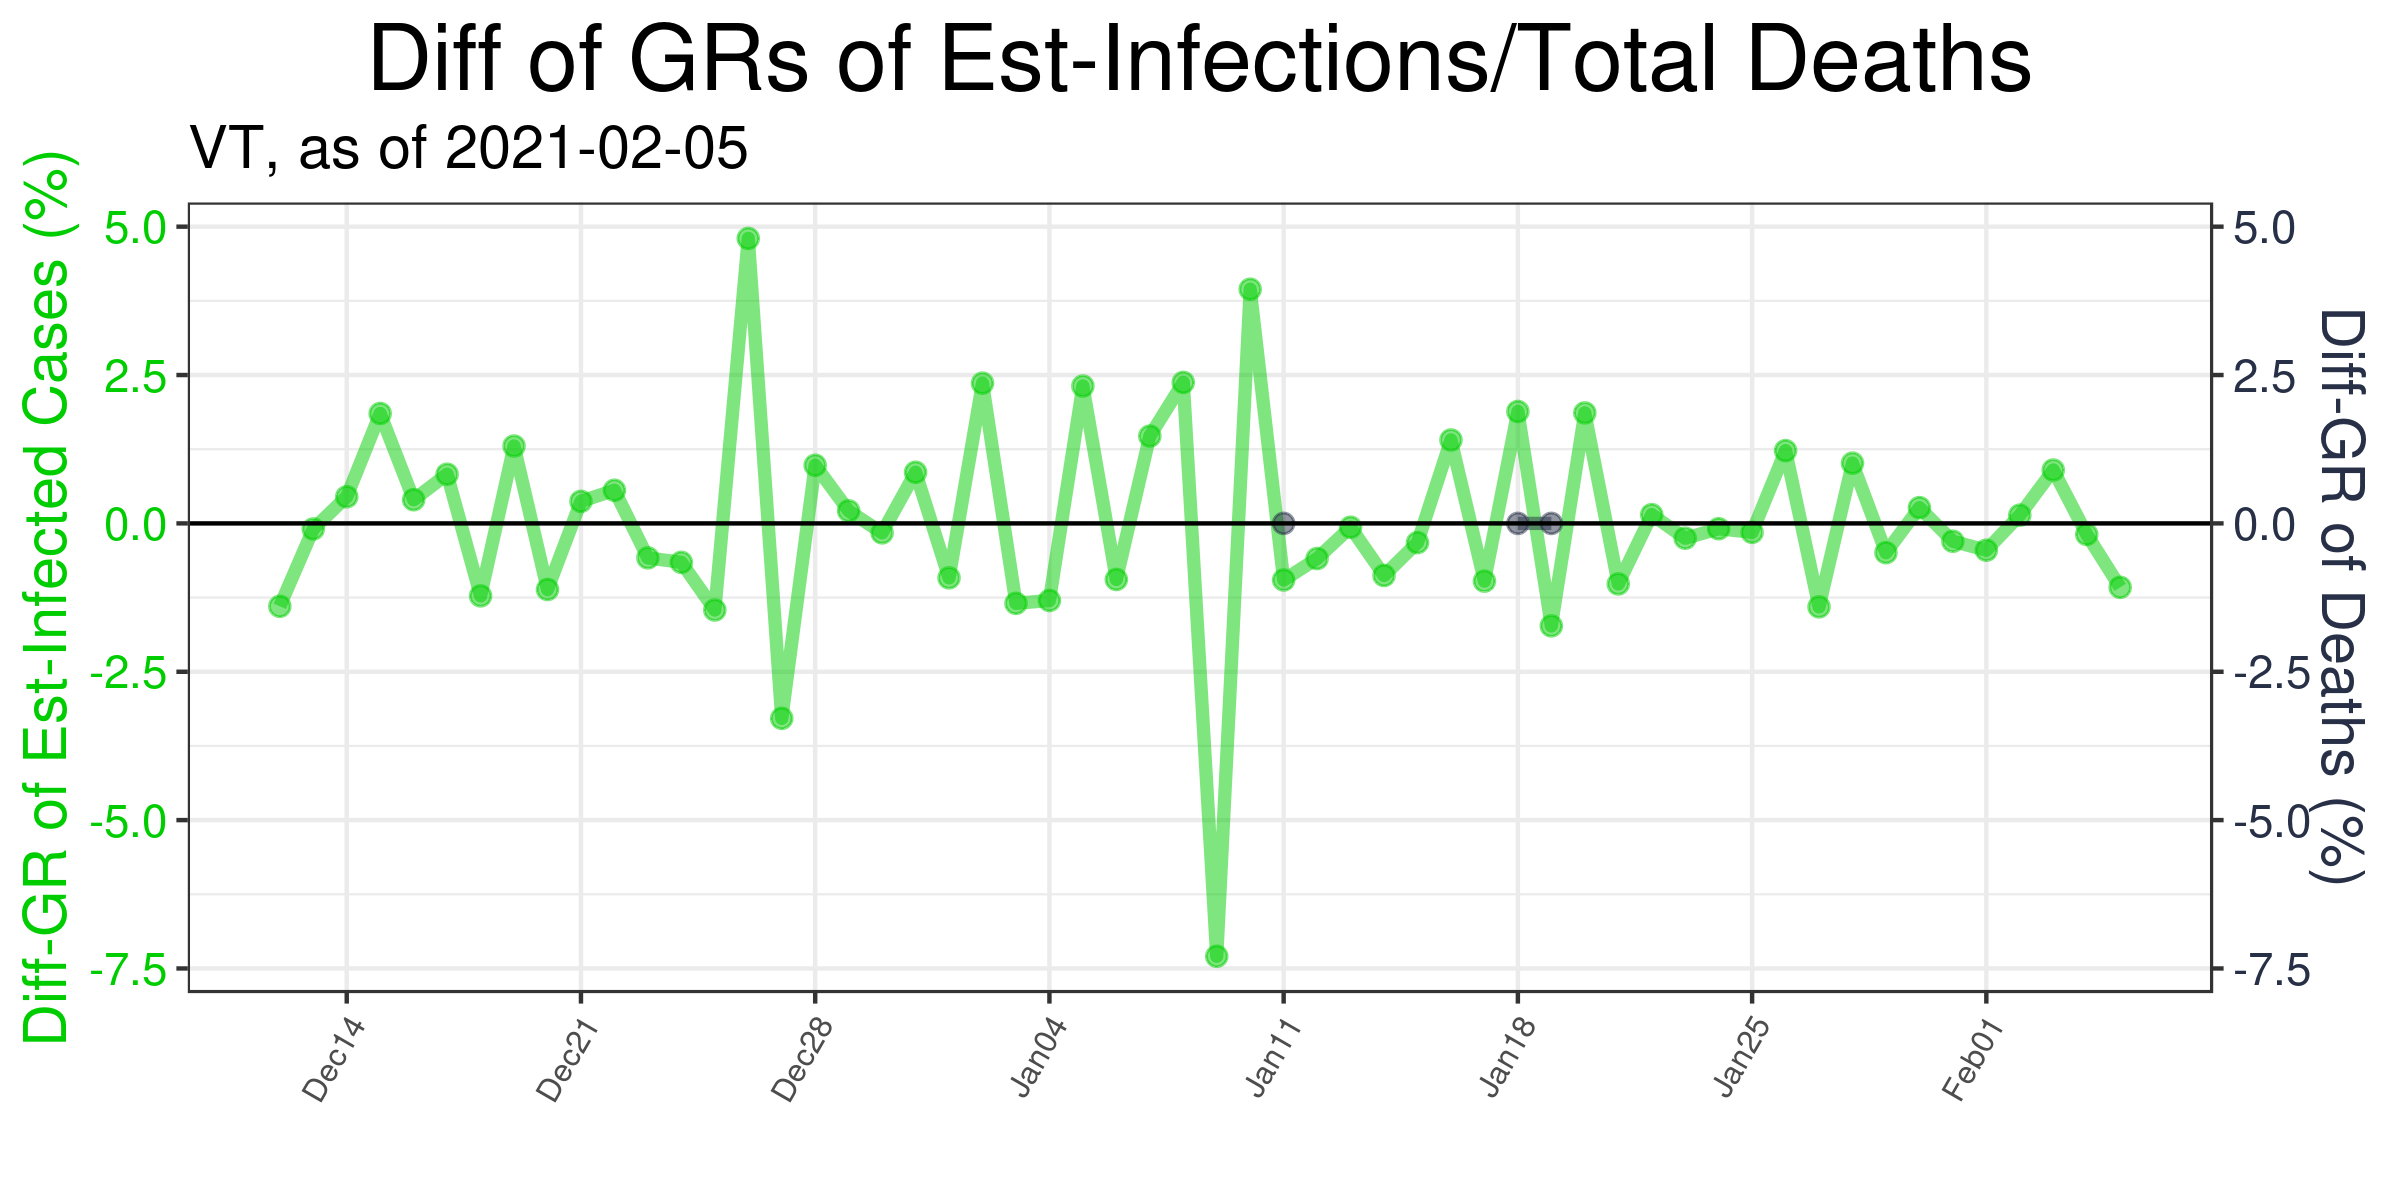 Diff of GRs of Est-Infections/Total Deaths
VT, as of 2021-02-05
Diff-GR of Est-Infected Cases (%)
5.0
2.5
0.0
-2.5
-5.0
-7.5
5.0
2.5
0.0
-2.5
-5.0
-7.5
Diff-GR of Deaths (%)
Dec14
Dec21
Dec28
Jan04
Jan11
Jan18
Jan25
Feb01